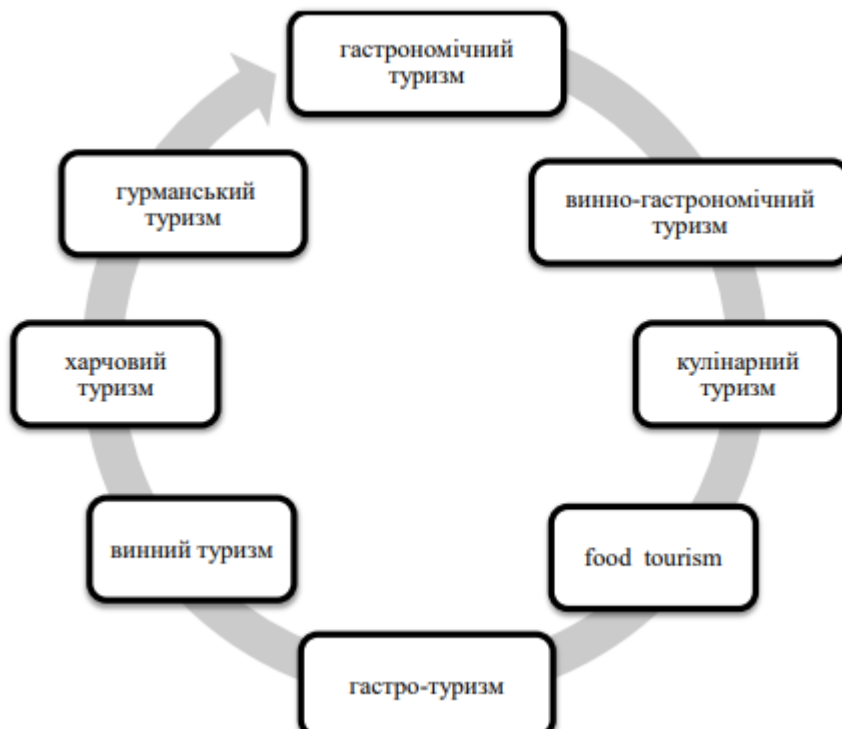 гастрономічний
туризм
винно-гастрономічний
туризм
кулінарний
туризм
food tourism
гастро-туризм
винний туризм
харчовий
туризм
гурманський
туризм